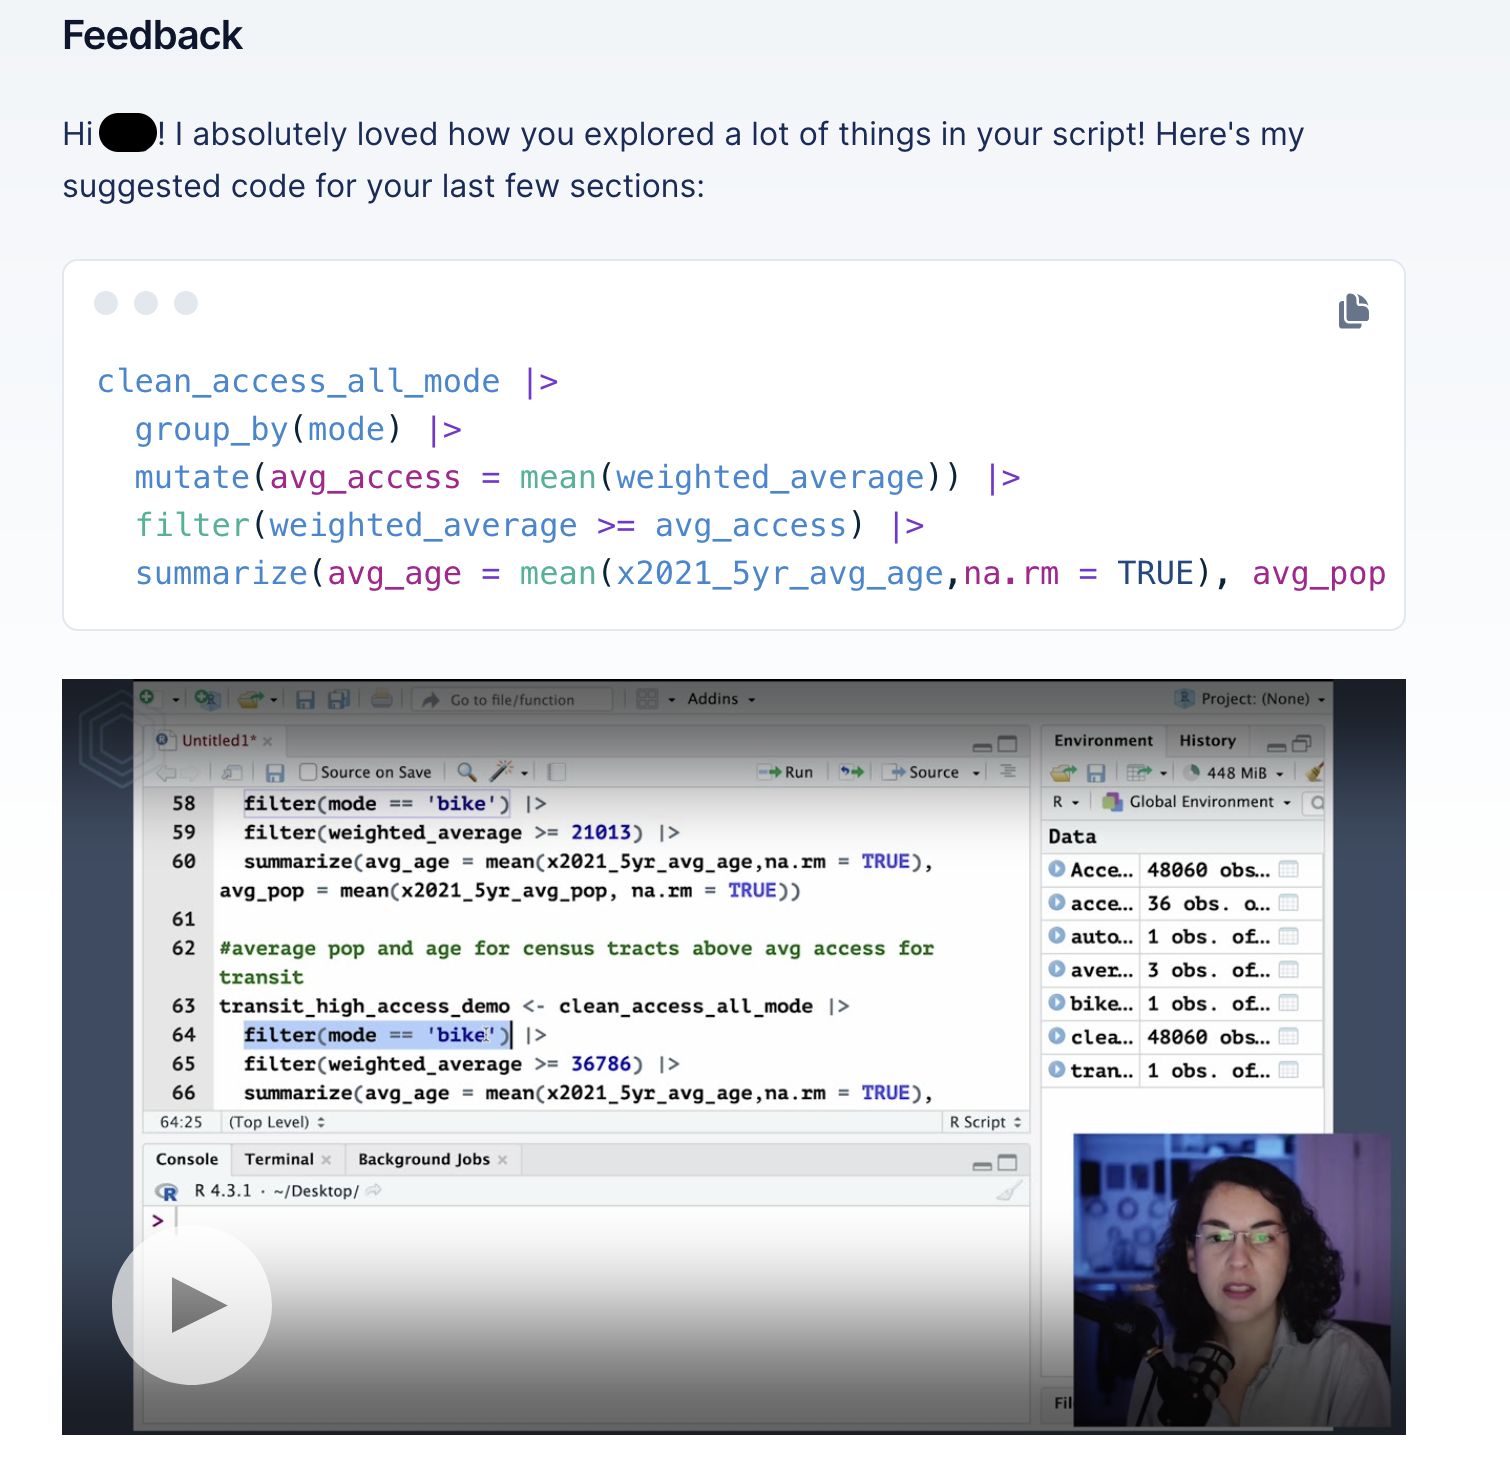 Feedback
Hi ! I absolutely loved how you explored a lot of things in your script! Here's my
suggested code for your last few sections:
clean_access_all_mode |>
group_by(mode) |>
mutate(avg_access = mean(weighted_average)) |>
filter(weighted_average >= avg_access) |>
summarize(avg_age = mean(x2021_5yr_avg_age,na.rm = TRUE), avg_pop
Go to file/function
Addins
Project: (None)
Untitled1*
Source on Save
Run
Source
58 filter(mode == 'bike') |>
59 filter(weighted_average >= 21013) |>
60 summarize(avg_age = mean(x2021_5yr_avg_age,na.rm = TRUE),
avg_pop = mean(x2021_5yr_avg_pop, na.rm = TRUE))
61
62 #average pop and age for census tracts above avg access for
transit
63 transit_high_access_demo <- clean_access_all_mode |>
64 filter(mode == 'bike') |>
65 filter(weighted_average >= 36786) |>
66 summarize(avg_age = mean(x2021_5yr_avg_age,na.rm = TRUE),
64:25 (Top Level) R Script
Console Terminal Background Jobs
R R 4.3.1 · ~/Desktop/
>
Environment History
448 MiB
R Global Environment
Data
Acce... 48060 obs...
acce... 36 obs. o...
auto... 1 obs. of...
aver... 3 obs. of...
bike... 1 obs. of...
clea... 48060 obs...
tran... 1 obs. of...
Fil